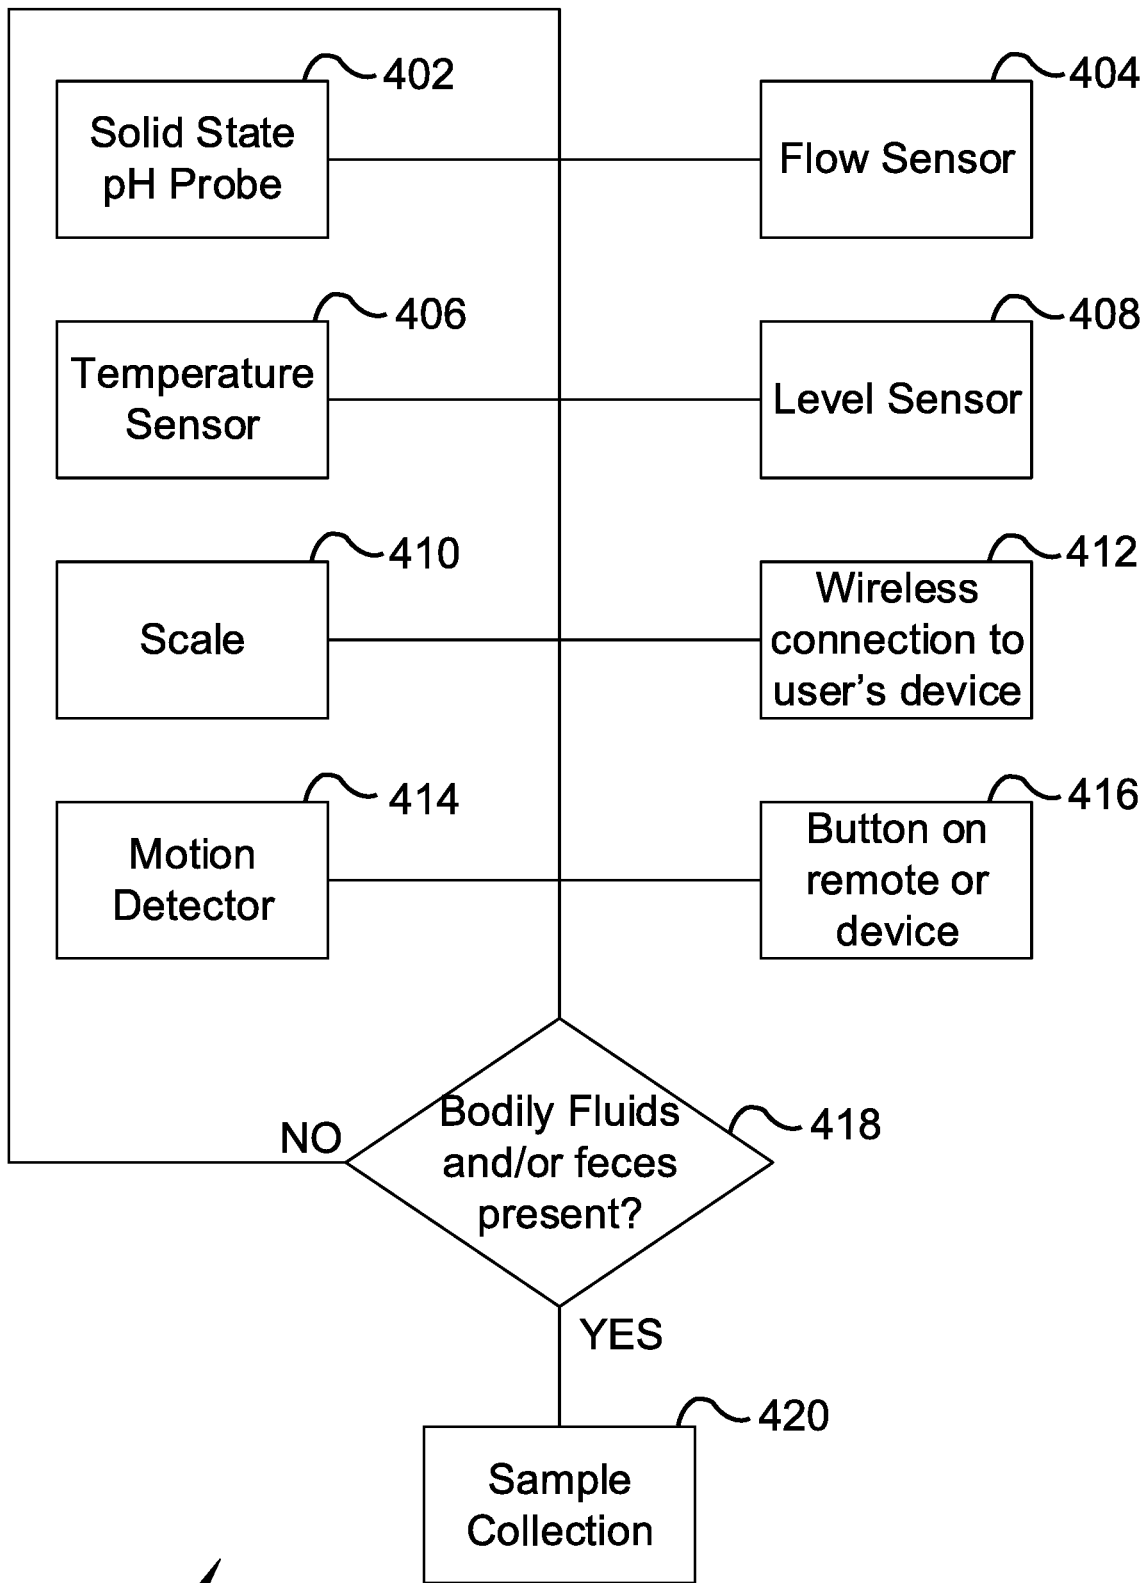 402
404
Solid State
pH Probe
Flow Sensor
406
408
Temperature
Sensor
Level Sensor
410
412
Scale
Wireless
connection to
user's device
414
416
Motion
Detector
Button on
remote or
device
Bodily Fluids
and/or feces
present?
418
NO
YES
420
Sample
Collection